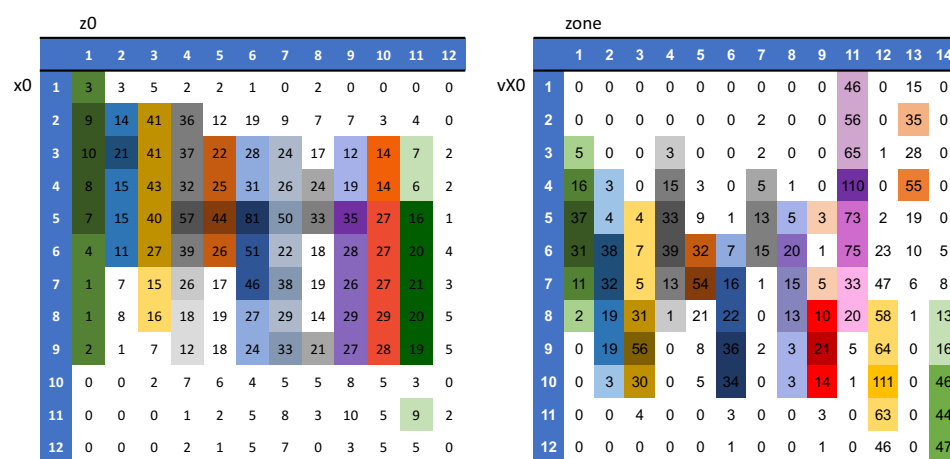 z0 zone
1 2 3 4 5 6 7 8 9 10 11 12 1 2 3 4 5 6 7 8 9 11 12 13 14
x0 1 3 3 5 2 2 1 0 2 0 0 0 0 vX0 1 0 0 0 0 0 0 0 0 0 46 0 15 0
2 9 14 41 36 12 19 9 7 7 3 4 0 2 0 0 0 0 0 0 2 0 0 56 0 35 0
3 10 21 41 37 22 28 24 17 12 14 7 2 3 5 0 0 3 0 0 2 0 0 65 1 28 0
4 8 15 43 32 25 31 26 24 19 14 6 2 4 16 3 0 15 3 0 5 1 0 110 0 55 0
5 7 15 40 57 44 81 50 33 35 27 16 1 5 37 4 4 33 9 1 13 5 3 73 2 19 0
6 4 11 27 39 26 51 22 18 28 27 20 4 6 31 38 7 39 32 7 15 20 1 75 23 10 5
7 1 7 15 26 17 46 38 19 26 27 21 3 7 11 32 5 13 54 16 1 15 5 33 47 6 8
8 1 8 16 18 19 27 29 14 29 29 20 5 8 2 19 31 1 21 22 0 13 10 20 58 1 13
9 2 1 7 12 18 24 33 21 27 28 19 5 9 0 19 56 0 8 36 2 3 21 5 64 0 16
10 0 0 2 7 6 4 5 5 8 5 3 0 10 0 3 30 0 5 34 0 3 14 1 111 0 46
11 0 0 0 1 2 5 8 3 10 5 9 2 11 0 0 4 0 0 3 0 0 3 0 63 0 44
12 0 0 0 2 1 5 7 0 3 5 5 0 12 0 0 0 0 0 1 0 0 1 0 46 0 47